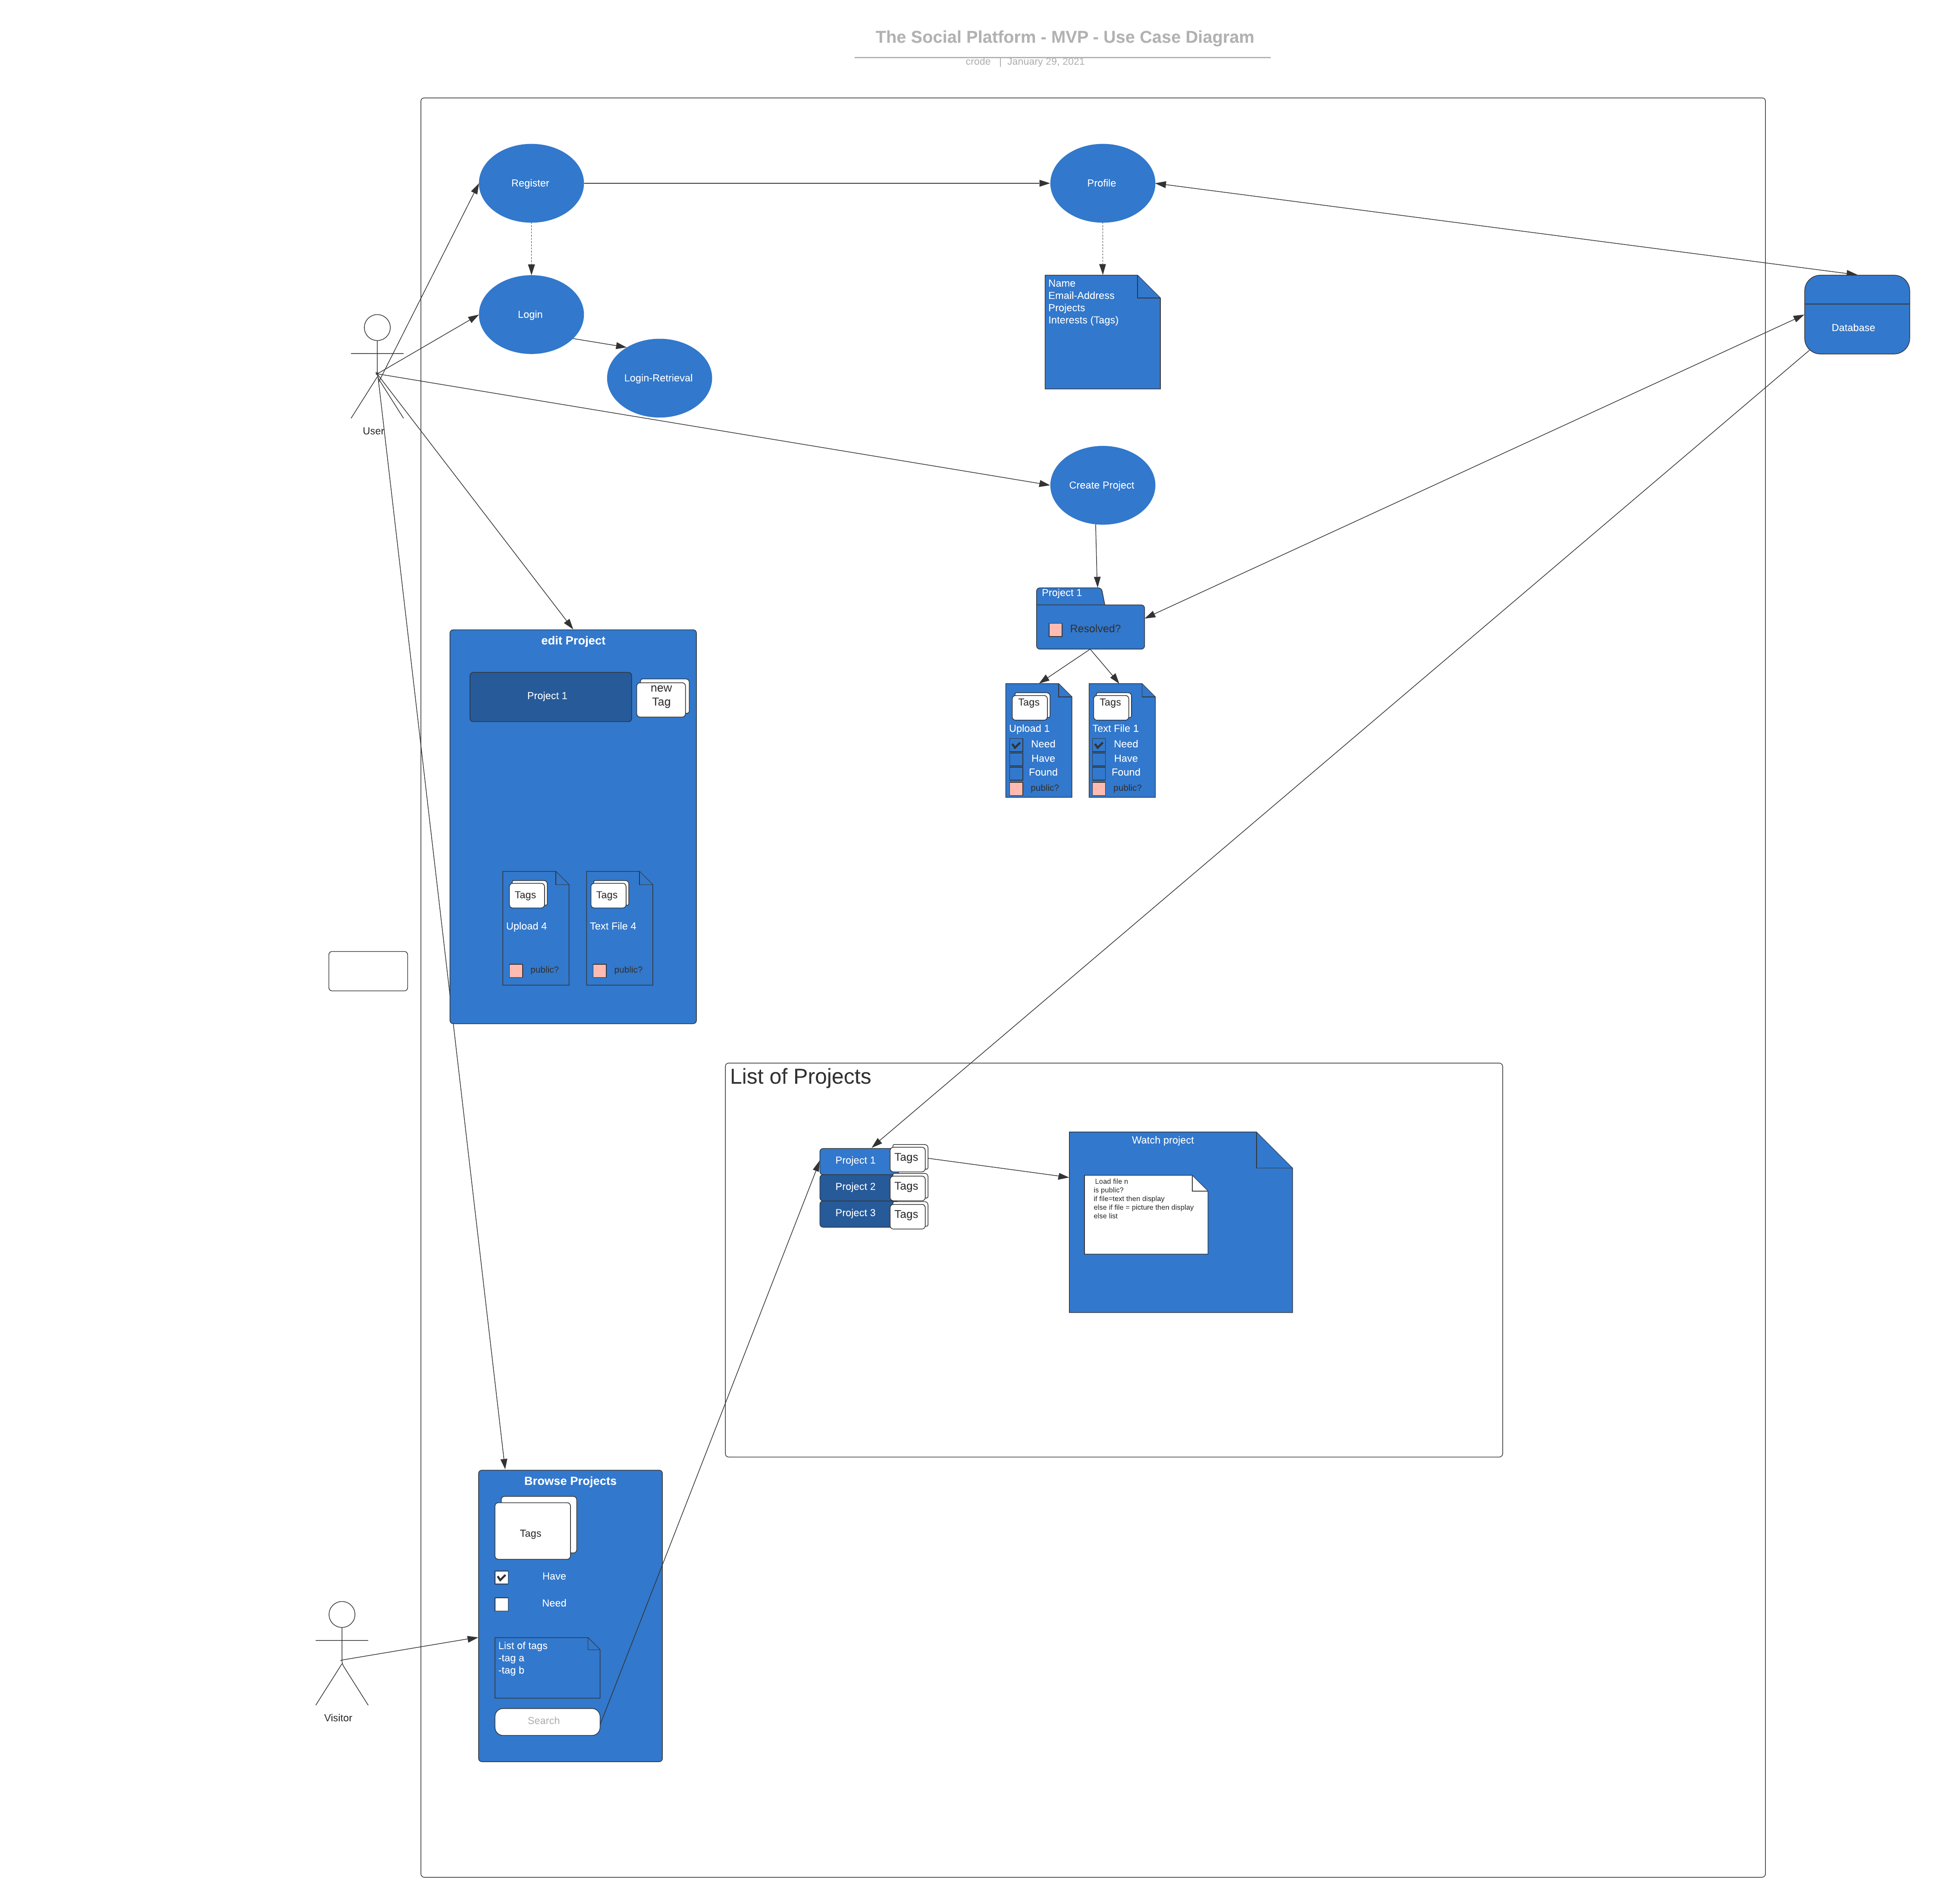 The Social Platform - MVP - Use Case Diagram
crode | January 29, 2021
Register
Profile
Login
Login-Retrieval
Name
Email-Address
Projects
Interests (Tags)
Database
User
Create Project
Project 1
Resolved?
Tags
Upload 1
Need
Have
Found
public?
Tags
Text File 1
Need
Have
Found
public?
edit Project
Project 1
new
Tag
Tags
Upload 4
public?
Tags
Text File 4
public?
List of Projects
Project 1
Tags
Project 2
Tags
Project 3
Tags
Watch project
Load file n
is public?
if file=text then display
else if file = picture then display
else list
Browse Projects
Tags
Have
Need
List of tags
-tag a
-tag b
Search
Visitor